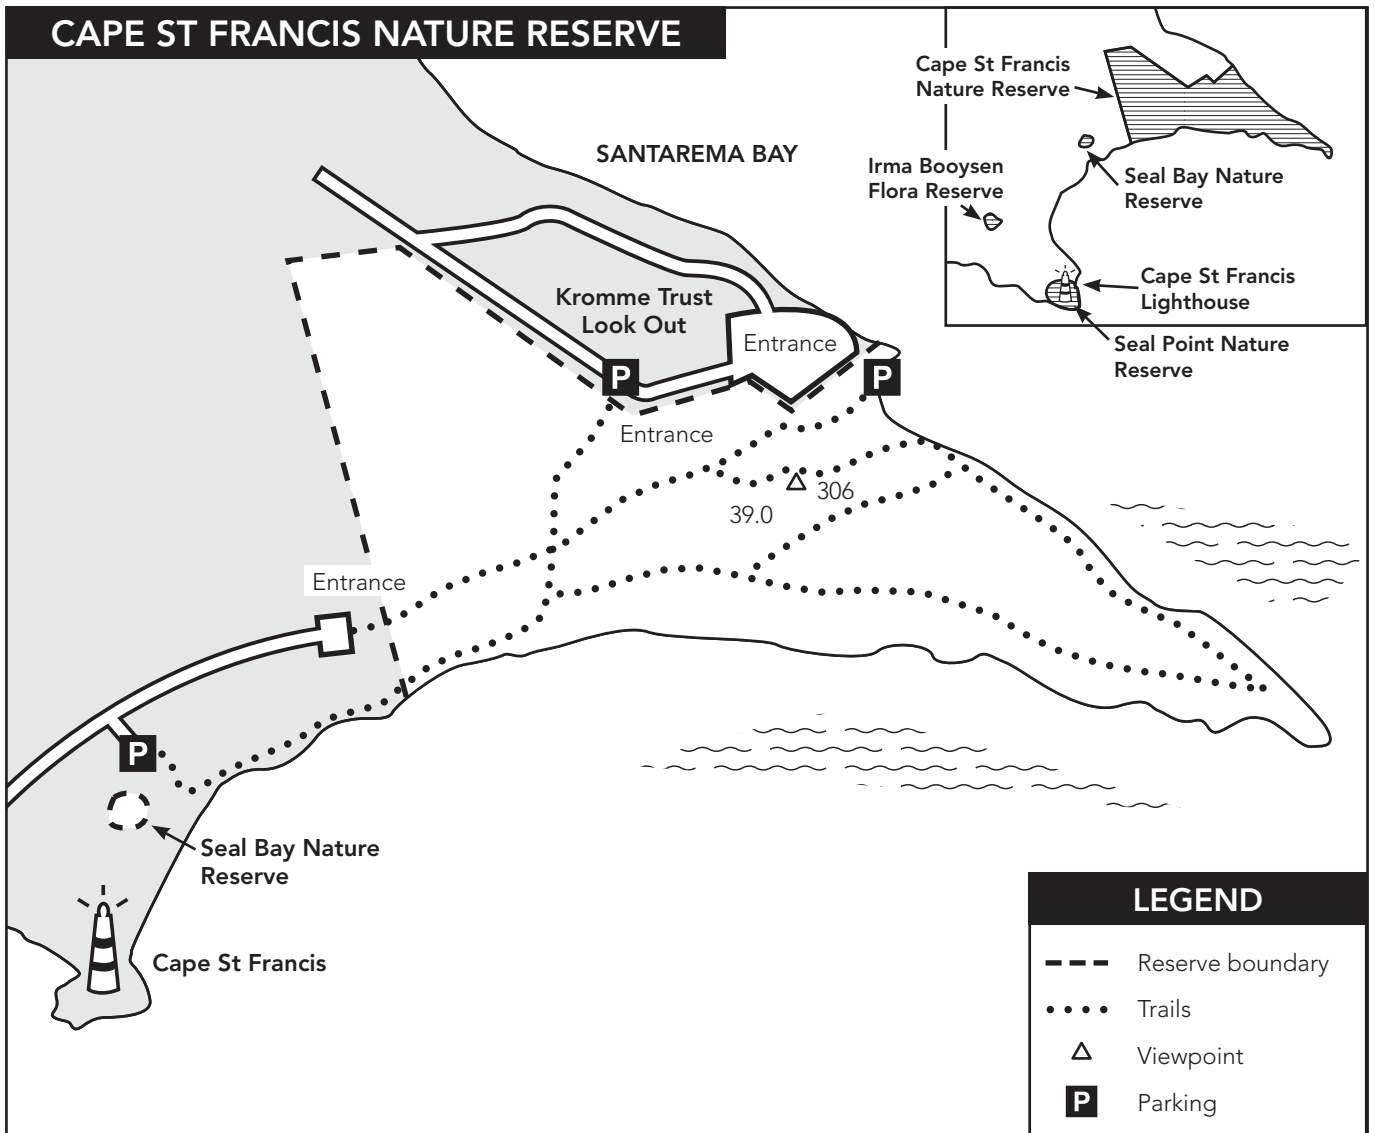 CAPE ST FRANCIS NATURE RESERVE
Cape St Francis
Nature Reserve
SANTAREMA BAY
Irma Booysen
Flora Reserve
Seal Bay Nature
Reserve
Cape St Francis
Lighthouse
Seal Point Nature
Reserve
Kromme Trust
Look Out
Entrance
P
P
Entrance
306
39.0
Entrance
P
Seal Bay Nature
Reserve
Cape St Francis
LEGEND
Reserve boundary
Trails
Viewpoint
P Parking